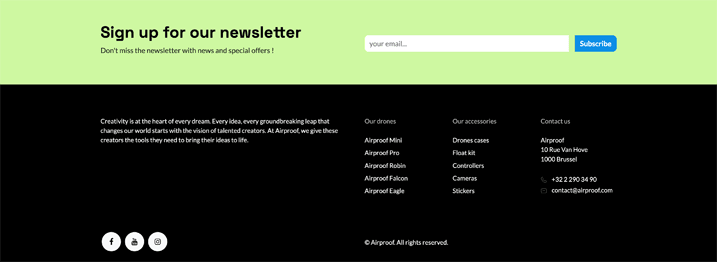 Sign up for our newsletter
Don't miss the newsletter with news and special offers !
your email...
Subscribe
Creativity is at the heart of every dream. Every idea, every groundbreaking leap that
changes our world starts with the vision of talented creators. At Airproof, we give these
creators the tools they need to bring their ideas to life.
Our drones
Airproof Mini
Airproof Pro
Airproof Robin
Airproof Falcon
Airproof Eagle
Our accessories
Drones cases
Float kit
Controllers
Cameras
Stickers
Contact us
Airproof
10 Rue Van Hove
1000 Brussel
+32 2 290 34 90
contact@airproof.com
© Airproof. All rights reserved.